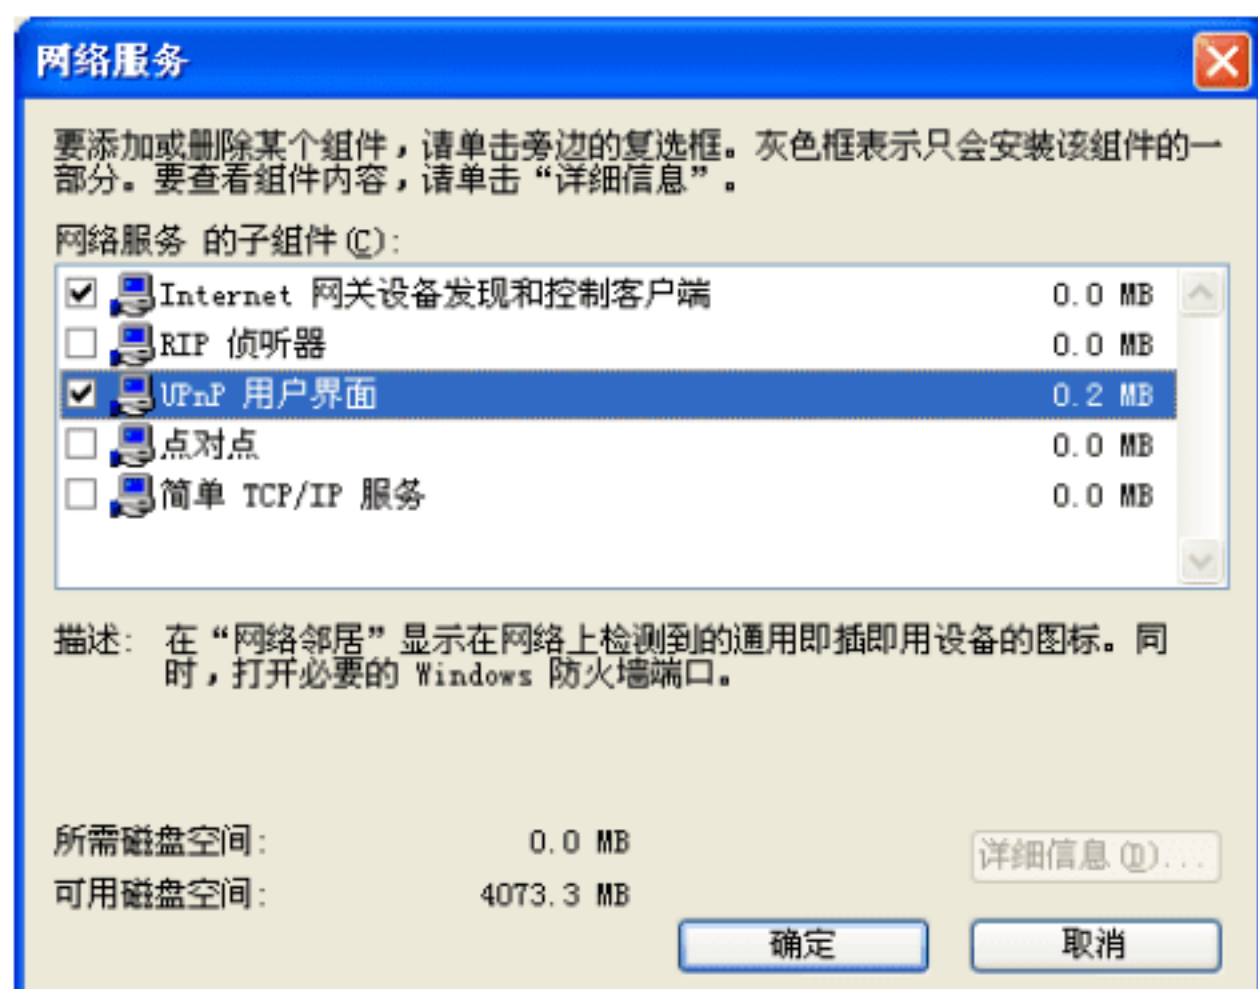 网络服务
要添加或删除某个组件，请单击旁边的复选框。灰色框表示只会安装该组件的一
部分。要查看组件内容，请单击“详细信息”。
网络服务 的子组件(C):
Internet 网关设备发现和控制客户端 0.0 MB
RIP 侦听器 0.0 MB
UPnP 用户界面 0.2 MB
点对点 0.0 MB
简单 TCP/IP 服务 0.0 MB
描述: 在“网络邻居”显示在网络上检测到的通用即插即用设备的图标。同
时，打开必要的 Windows 防火墙端口。
所需磁盘空间: 0.0 MB
详细信息(D)...
可用磁盘空间: 4073.3 MB
确定 取消